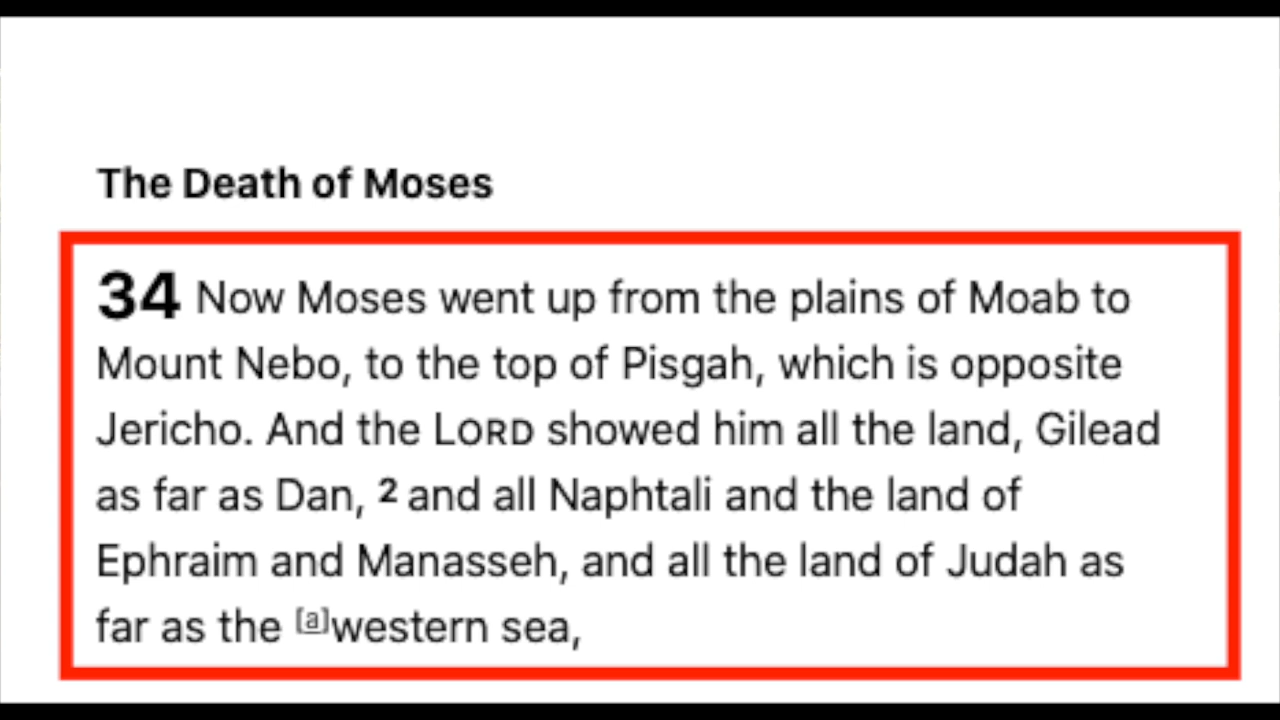 The Death of Moses
34 Now Moses went up from the plains of Moab to
Mount Nebo, to the top of Pisgah, which is opposite
Jericho. And the LORD showed him all the land, Gilead
as far as Dan, 2 and all Naphtali and the land of
Ephraim and Manasseh, and all the land of Judah as
far as the [a]western sea,